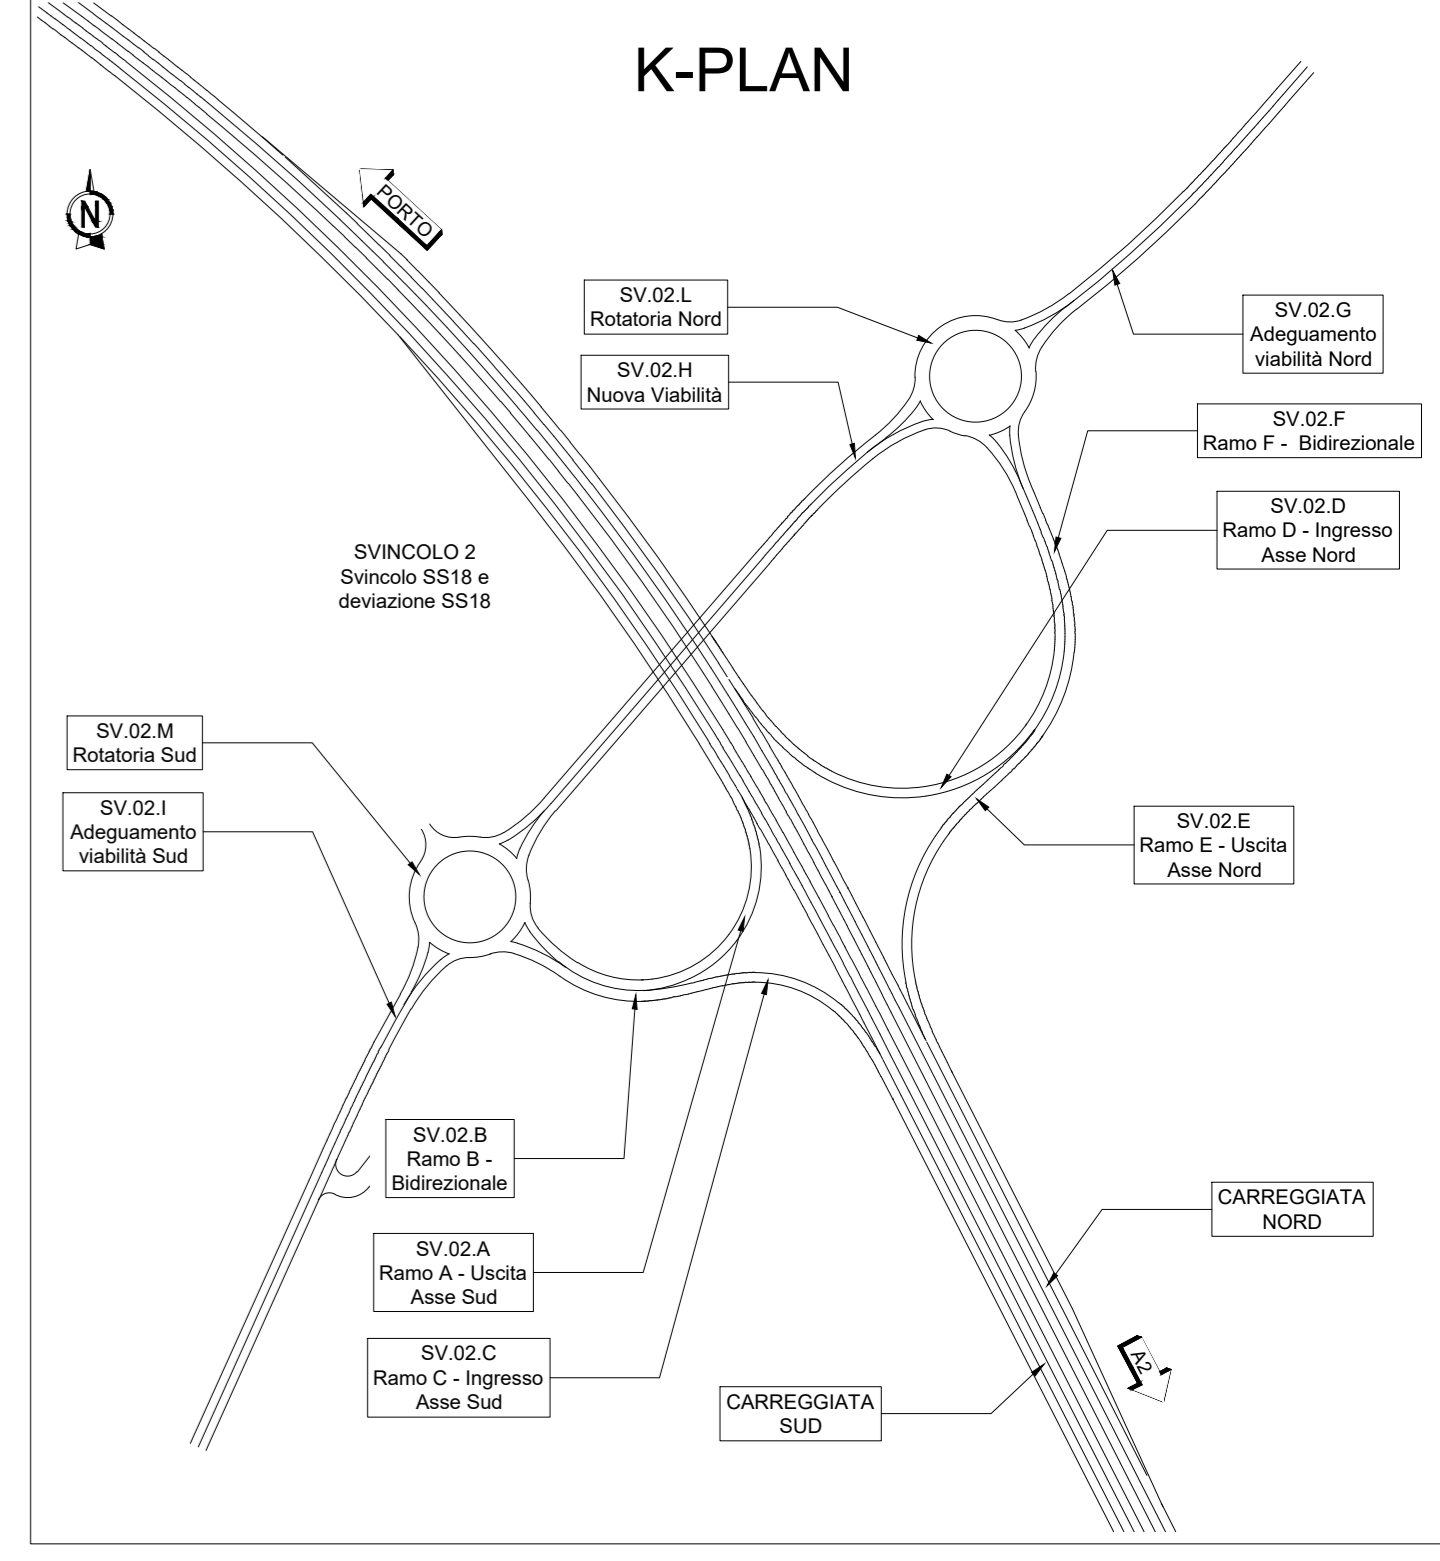 K-PLAN
N
PORTO
SV.02.L
Rotatoria Nord
SV.02.H
Nuova Viabilità
SV.02.G
Adeguamento
viabilità Nord
SV.02.F
Ramo F - Bidirezionale
SV.02.D
Ramo D - Ingresso
Asse Nord
SVINCOLO 2
Svincolo SS18 e
deviazione SS18
SV.02.M
Rotatoria Sud
SV.02.I
Adeguamento
viabilità Sud
SV.02.E
Ramo E - Uscita
Asse Nord
SV.02.B
Ramo B -
Bidirezionale
SV.02.A
Ramo A - Uscita
Asse Sud
SV.02.C
Ramo C - Ingresso
Asse Sud
CARREGGIATA
NORD
A2
CARREGGIATA
SUD